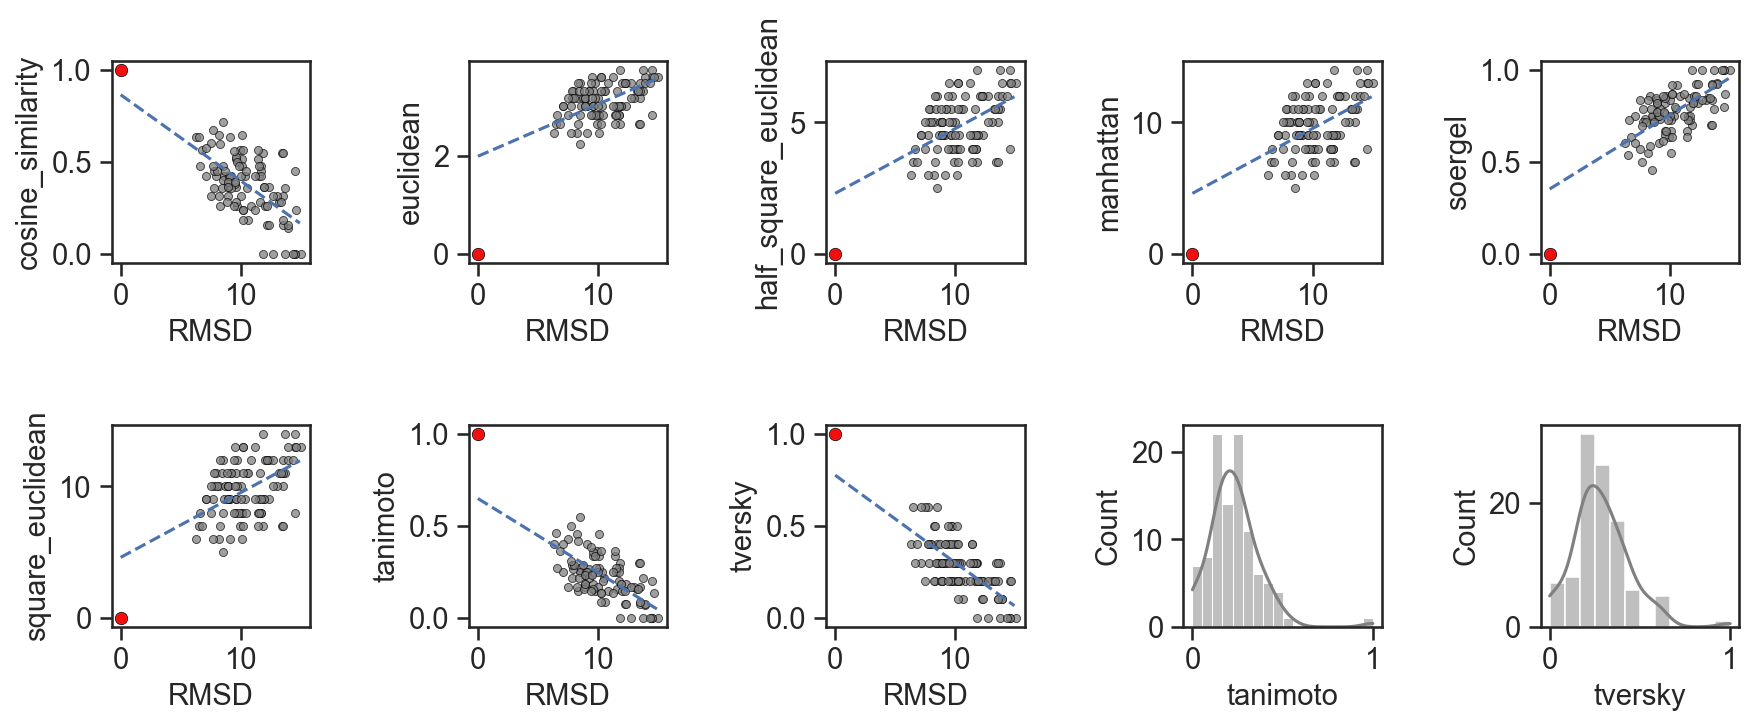 cosine_similarity
1.0
0.5
0.0
0 10
RMSD
euclidean
2
0
0 10
RMSD
half_square_euclidean
5
0
0 10
RMSD
manhattan
10
0
0 10
RMSD
soergel
1.0
0.5
0.0
0 10
RMSD
square_euclidean
10
0
0 10
RMSD
tanimoto
1.0
0.5
0.0
0 10
RMSD
tversky
1.0
0.5
0.0
0 10
RMSD
Count
20
10
0
0 1
tanimoto
Count
20
0
0 1
tversky